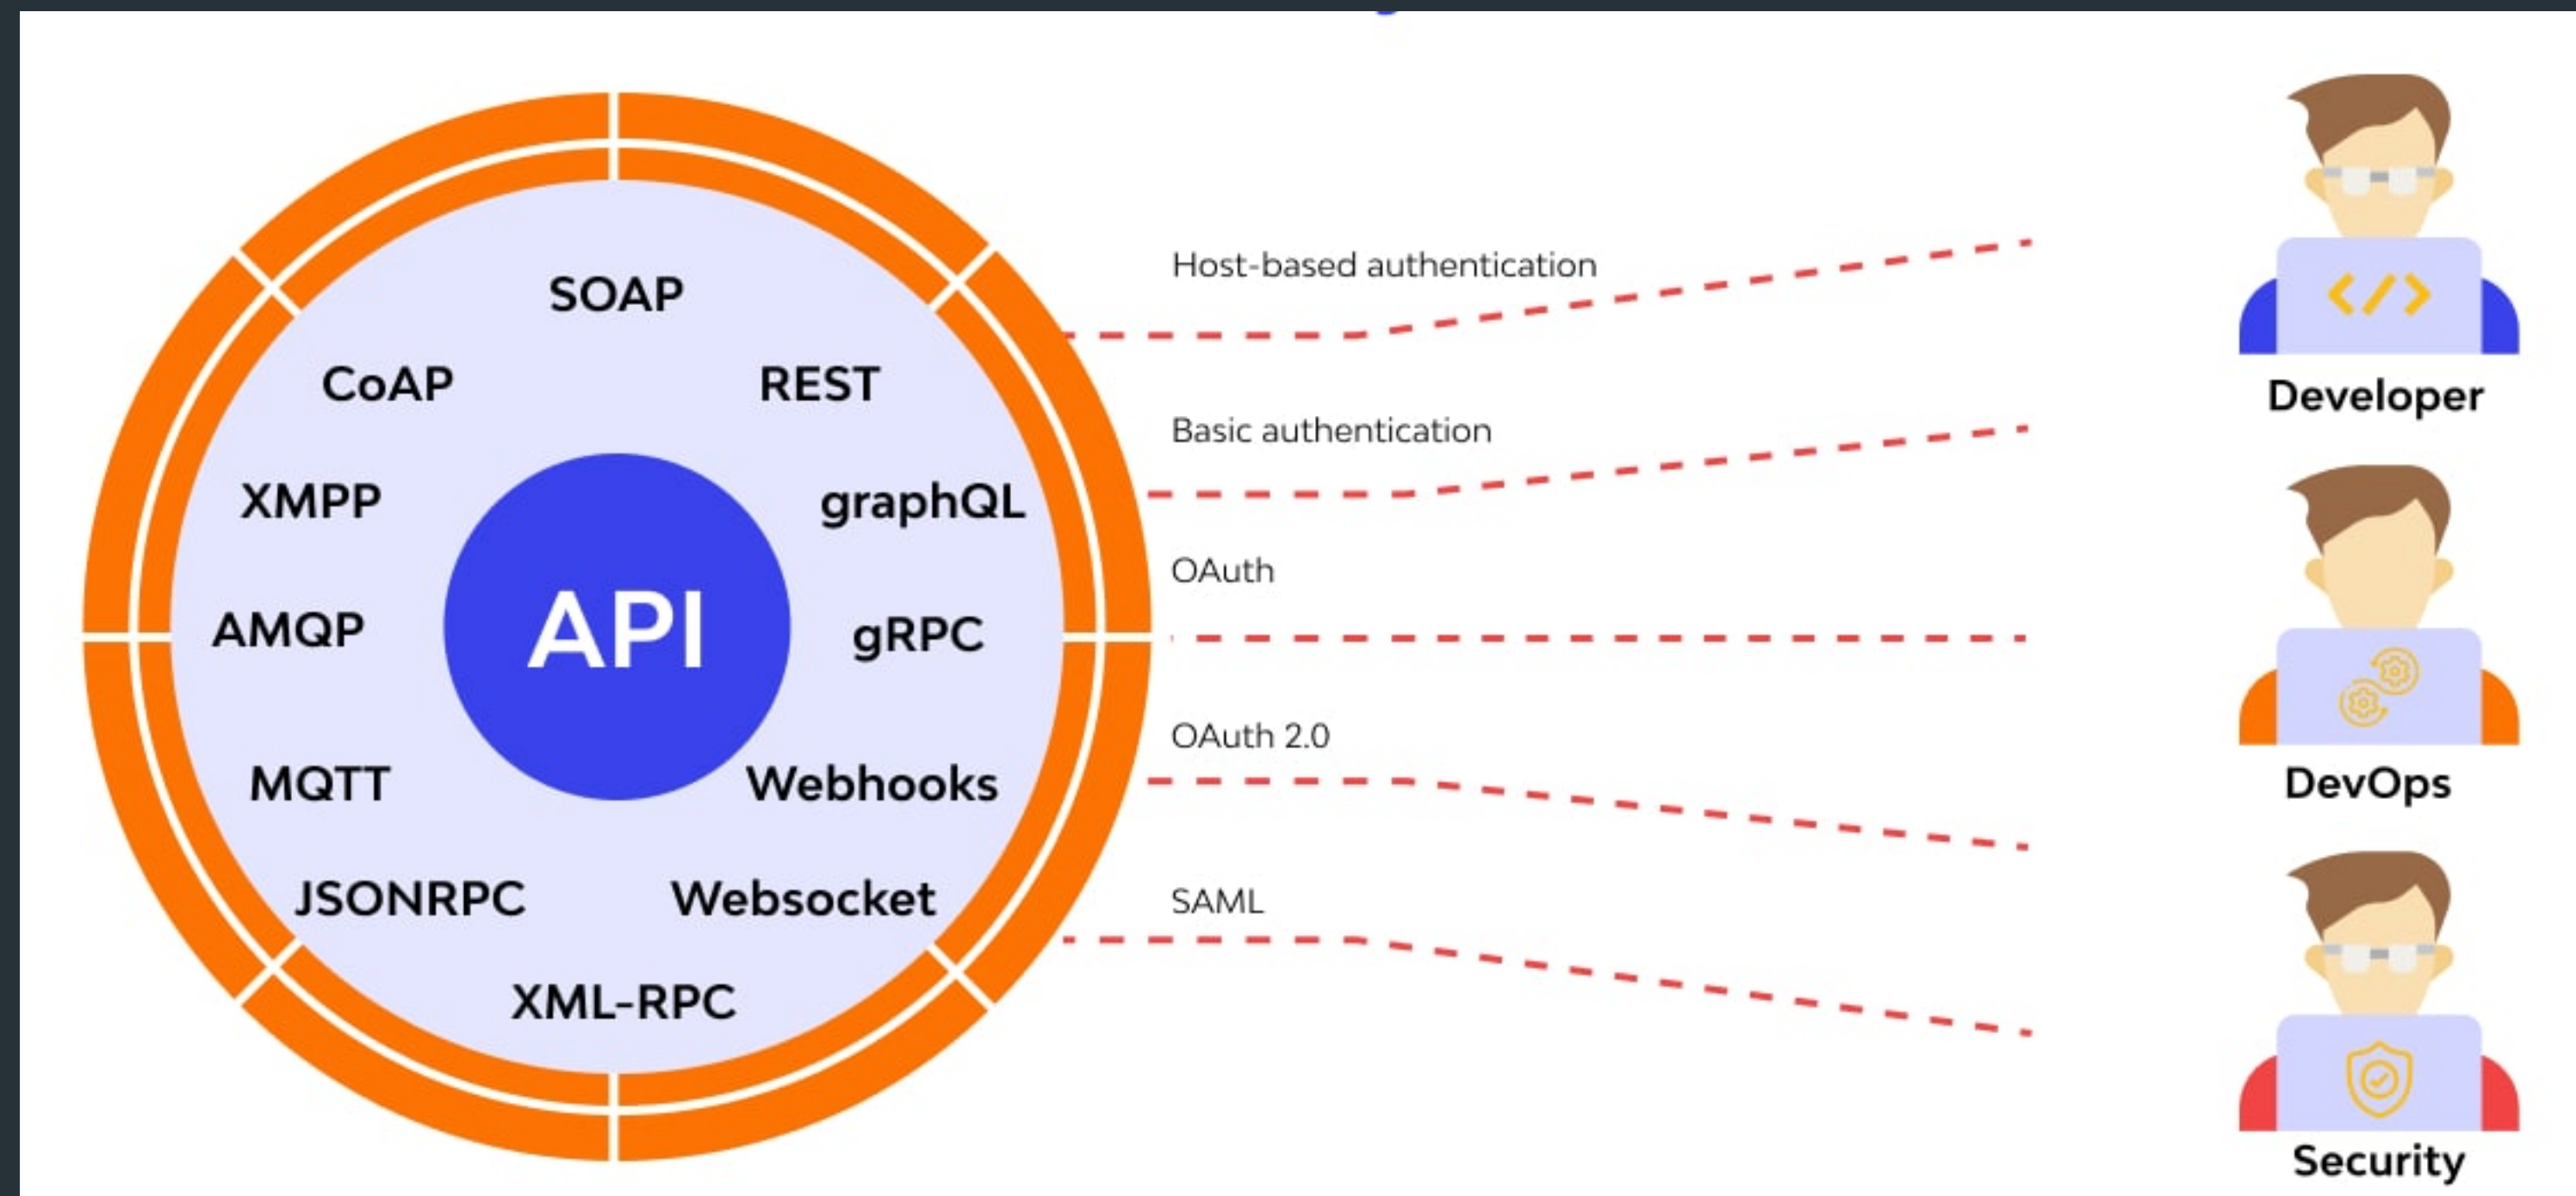 SOAP
CoAP
REST
XMPP
graphQL
API
AMQP
gRPC
MQTT
Webhooks
JSONRPC
Websocket
XML-RPC
Host-based authentication
Basic authentication
OAuth
OAuth 2.0
SAML
</>
Developer
DevOps
Security